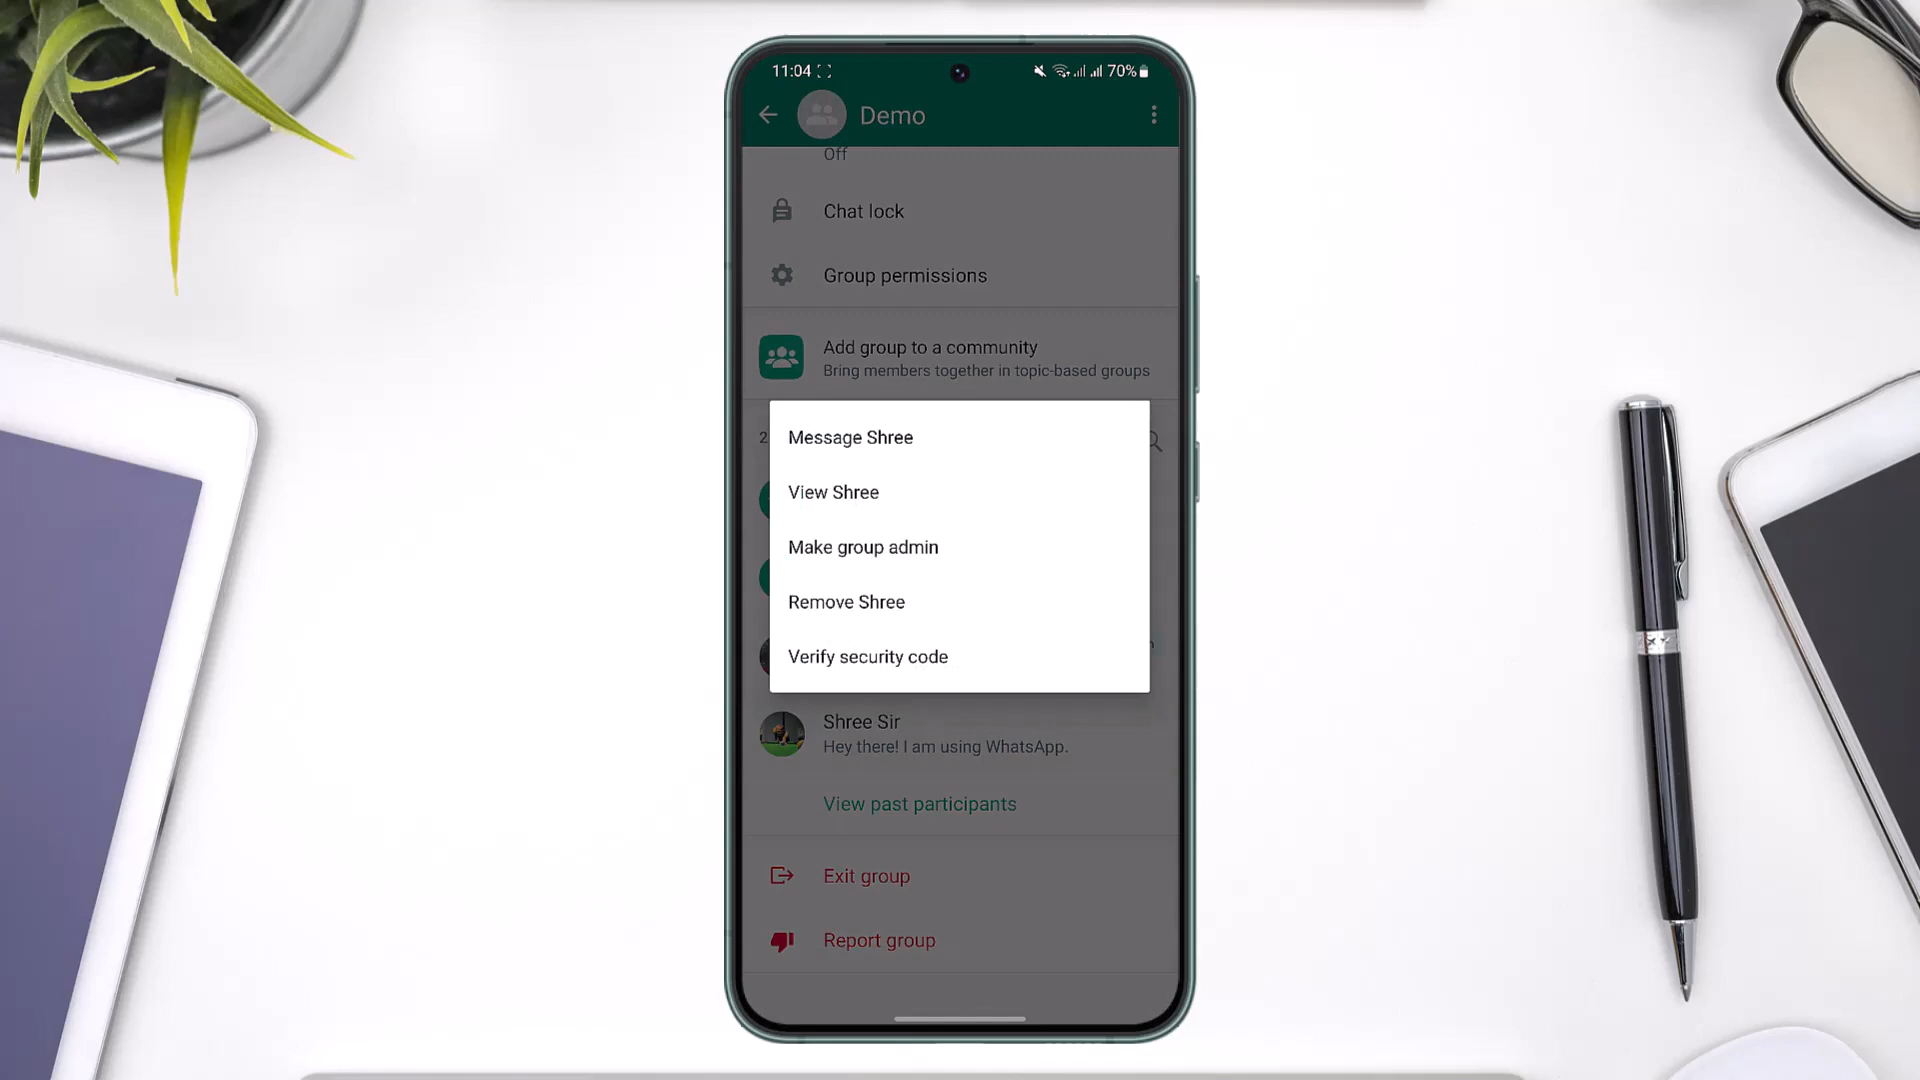 11:04
70%
Demo
Off
Chat lock
Group permissions
Add group to a community
Bring members together in topic-based groups
2
Message Shree
View Shree
Make group admin
Remove Shree
Verify security code
Shree Sir
Hey there! I am using WhatsApp.
View past participants
Exit group
Report group